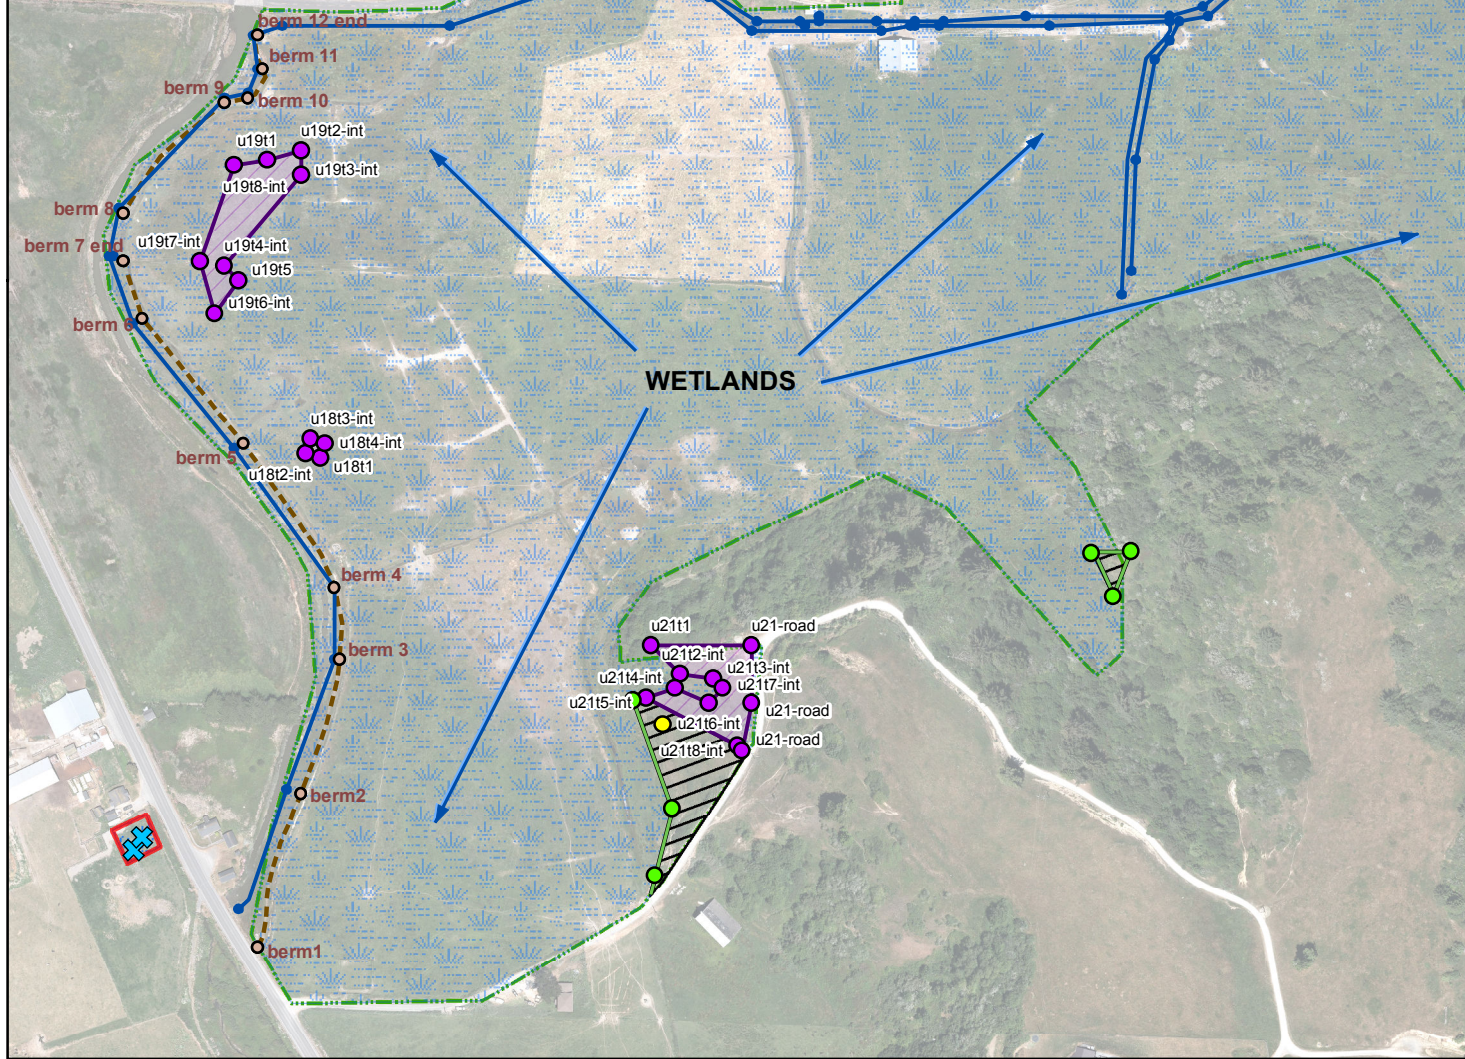 berm 12 end
berm 11
berm 9
berm 10
u19t2-int
u19t1
u19t3-int
u19t8-int
berm 8
berm 7 end
u19t7-int
u19t4-int
u19t5
u19t6-int
berm 6
WETLANDS
u18t3-int
u18t4-int
berm 5
u18t1
u18t2-int
berm 4
u21t1
u21-road
berm 3
u21t2-int
u21t3-int
u21t4-int
u21t7-int
u21t5-int
u21-road
u21t6-int
u21-road
u21t8-int
berm2
berm1